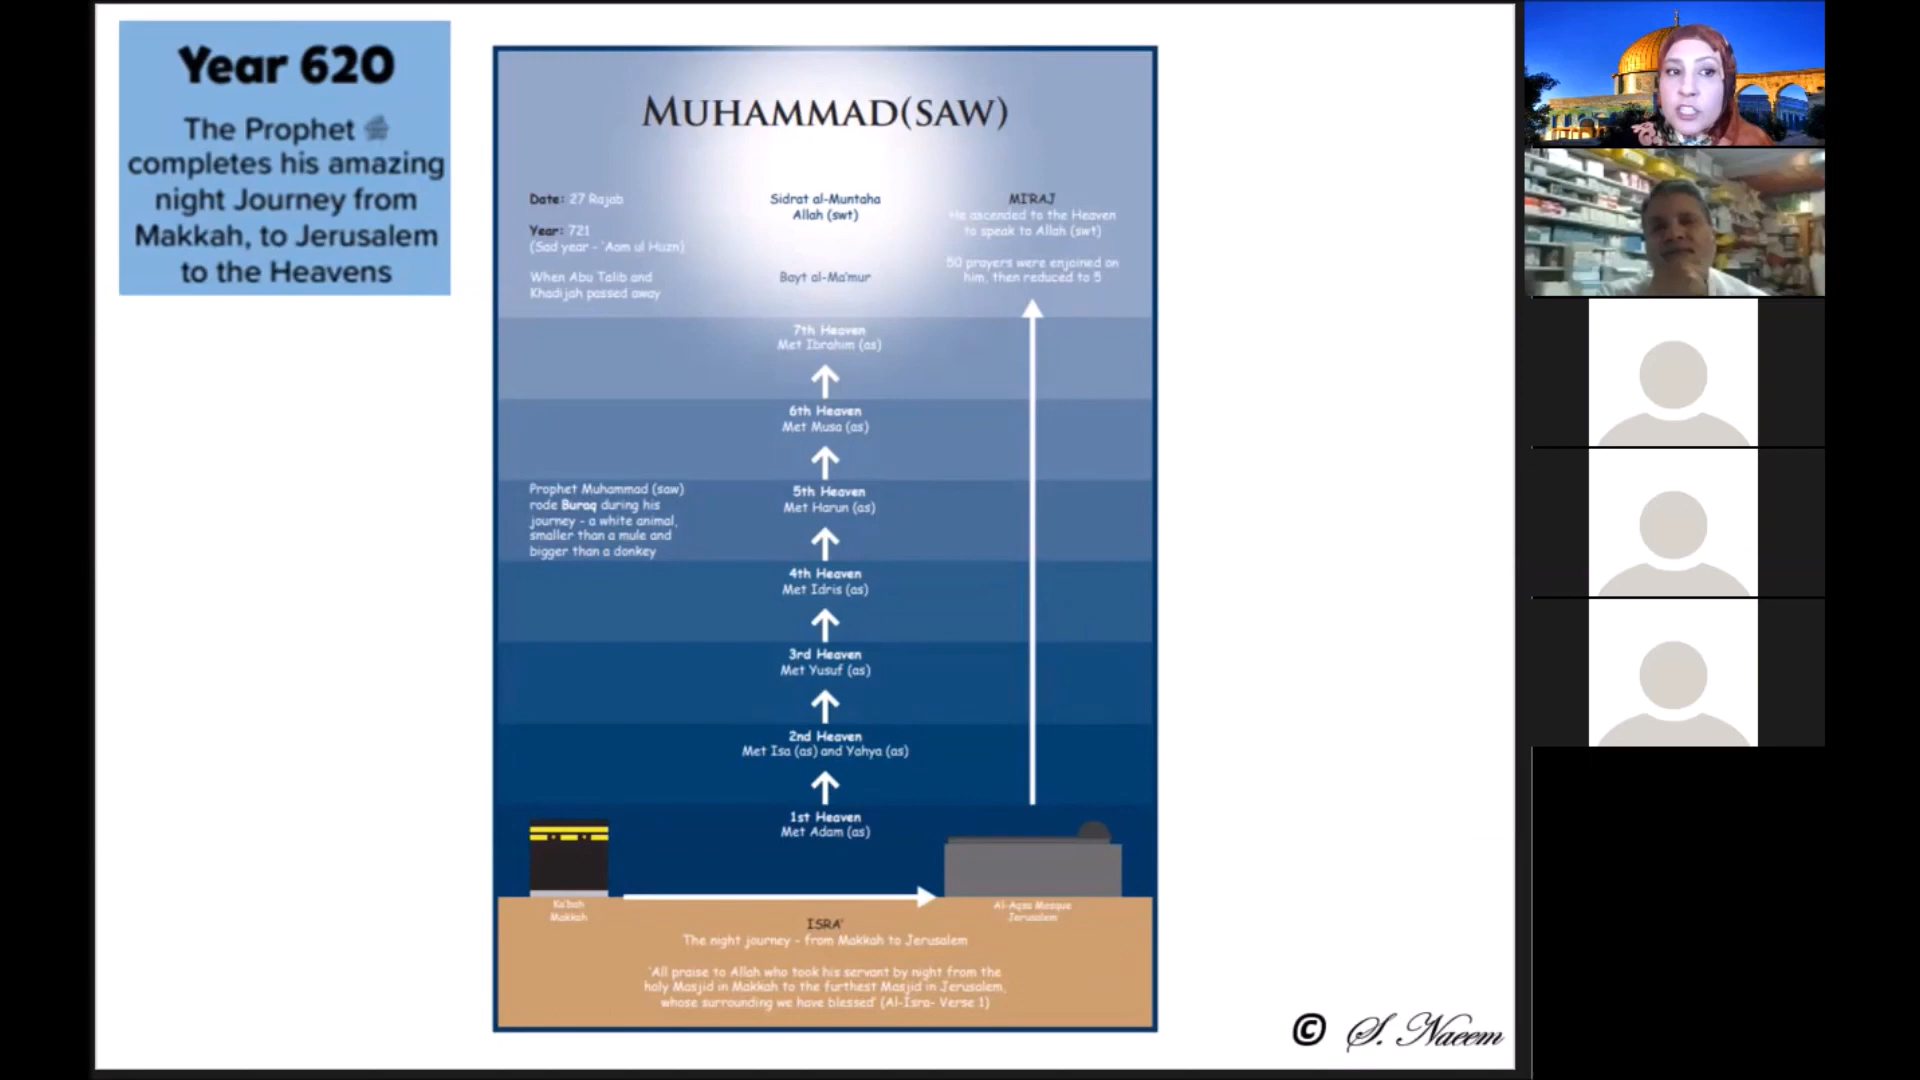 Year 620
The Prophet ﷺ
completes his amazing
night Journey from
Makkah, to Jerusalem
to the Heavens
MUHAMMAD(SAW)
Date: 27 Rajab
Year: 721
(Sad year - 'Aam ul Huzn)
When Abu Talib and
Khadijah passed away
Sidrat al-Muntaha
Allah (swt)
Bayt al-Ma'mur
MI'RAJ
He ascended to the Heaven
to speak to Allah (swt)
50 prayers were enjoined on
him, then reduced to 5
7th Heaven
Met Ibrahim (as)
6th Heaven
Met Musa (as)
Prophet Muhammad (saw)
rode Buraq during his
journey - a white animal,
smaller than a mule and
bigger than a donkey
5th Heaven
Met Harun (as)
4th Heaven
Met Idris (as)
3rd Heaven
Met Yusuf (as)
2nd Heaven
Met Isa (as) and Yahya (as)
1st Heaven
Met Adam (as)
Ka'bah
Makkah
Al-Aqsa Mosque
Jerusalem
ISRA'
The night journey - from Makkah to Jerusalem
'All praise to Allah who took his servant by night from the
holy Masjid in Makkah to the furthest Masjid in Jerusalem,
whose surrounding we have blessed' (Al-Isra- Verse 1)
© S. Naeem